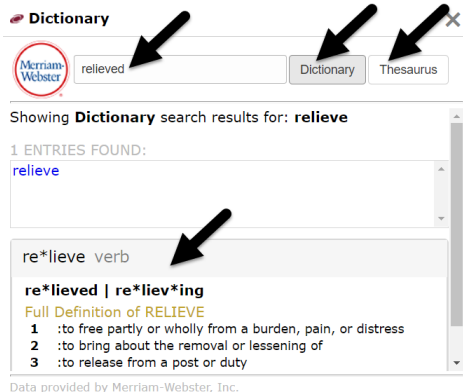 Dictionary
Merriam-
Webster
relieved
Dictionary
Thesaurus
Showing Dictionary search results for: relieve
1 ENTRIES FOUND:
relieve
re*lieve verb
re*lieved | re*liev*ing
Full Definition of RELIEVE
1 :to free partly or wholly from a burden, pain, or distress
2 :to bring about the removal or lessening of
3 :to release from a post or duty
Data provided by Merriam-Webster, Inc.